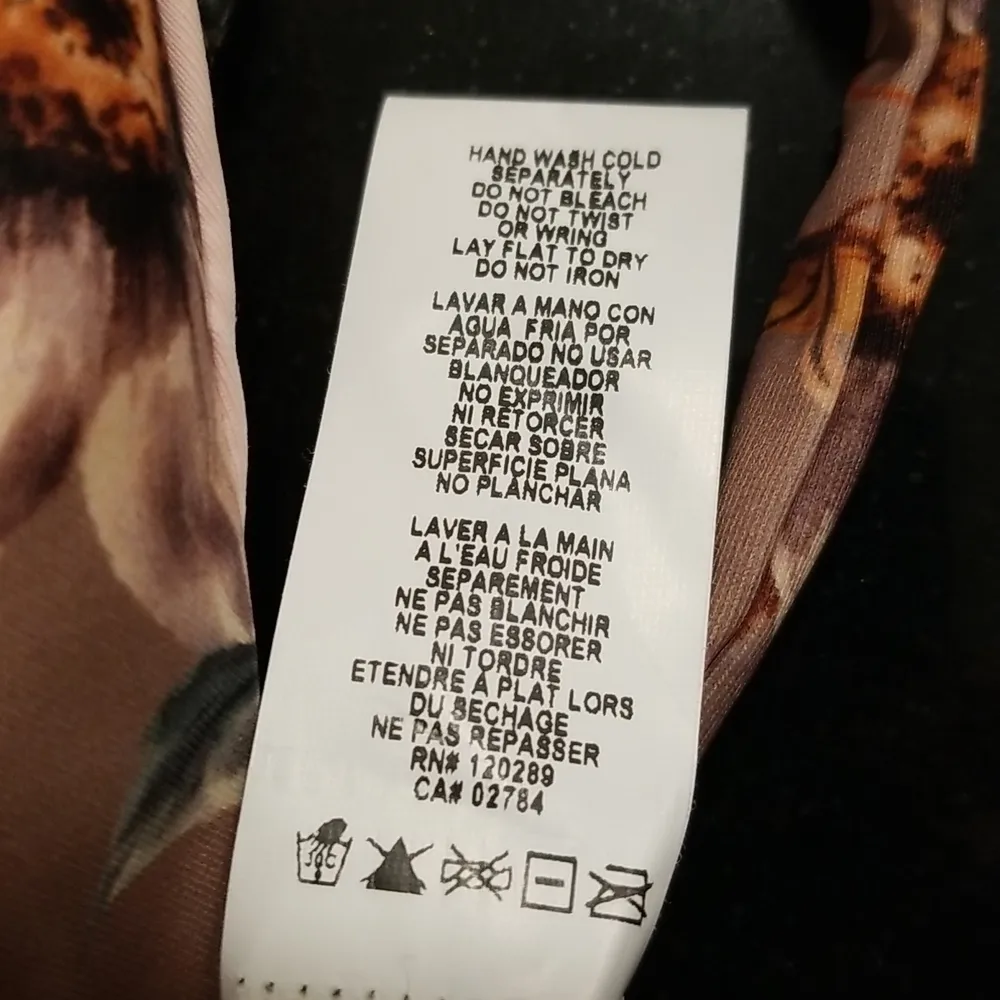 HAND WASH COLD
SEPARATELY
DO NOT BLEACH
DO NOT TWIST
OR WRING
LAY FLAT TO DRY
DO NOT IRON
LAVAR A MANO CON
AGUA FRIA POR
SEPARADO NO USAR
BLANQUEADOR
NO EXPRIMIR
NI RETORCER
SECAR SOBRE
SUPERFICIE PLANA
NO PLANCHAR
LAVER A LA MAIN
A L'EAU FROIDE
SEPAREMENT
NE PAS BLANCHIR
NE PAS ESSORER
NI TORDRE
ETENDRE A PLAT LORS
DU SECHAGE
NE PAS REPASSER
RN# 120289
CA# 02784